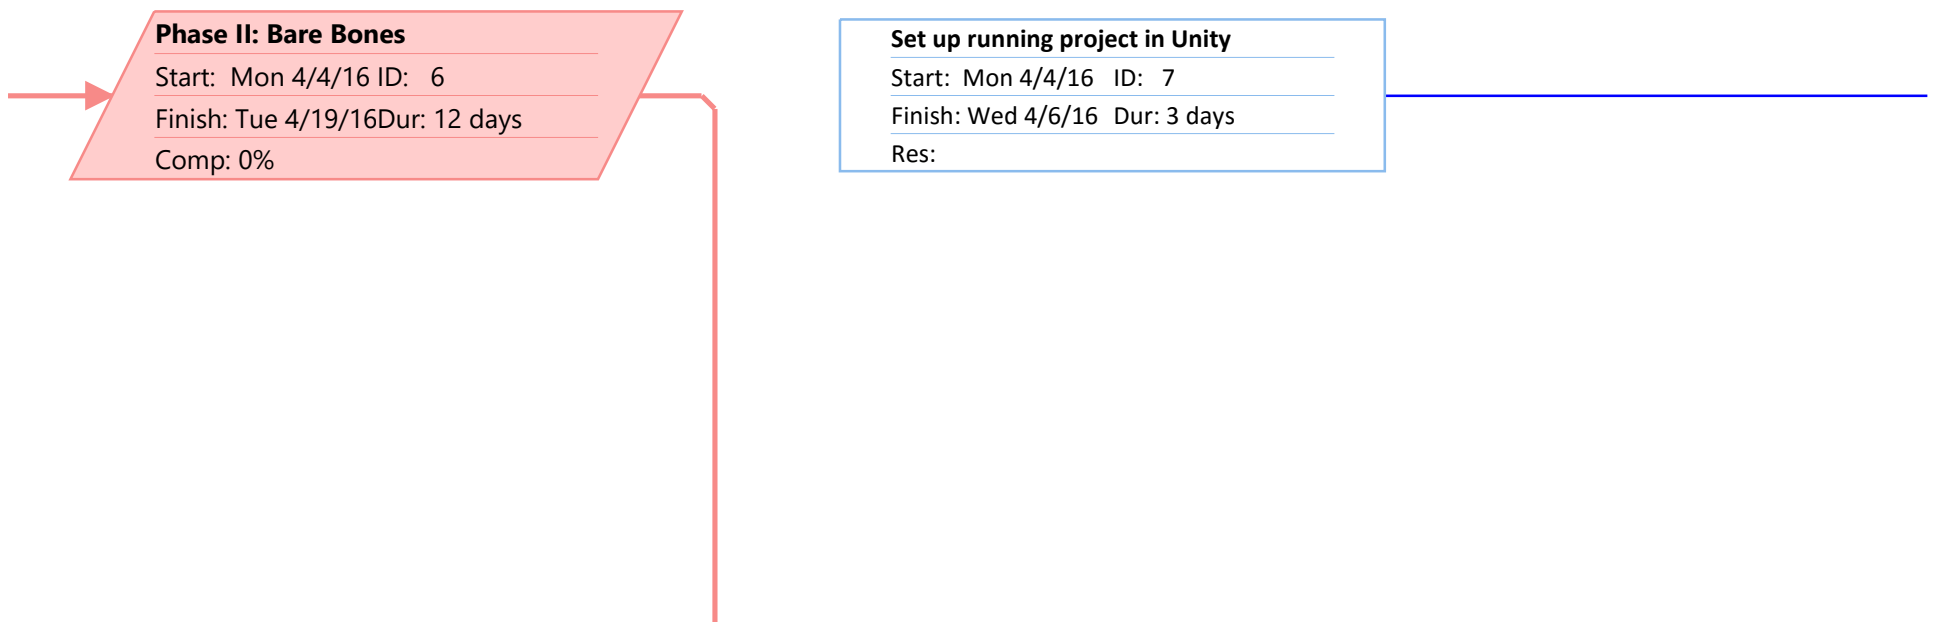 Phase II: Bare Bones
Start: Mon 4/4/16 ID: 6
Finish: Tue 4/19/16Dur: 12 days
Comp: 0%
Set up running project in Unity
Start: Mon 4/4/16 ID: 7
Finish: Wed 4/6/16 Dur: 3 days
Res: